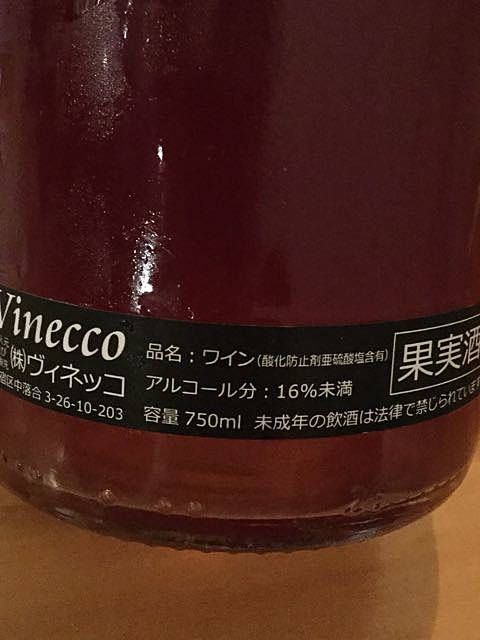 Vinecco
(株)ヴィネッコ
区中落合 3-26-10-203
品名：ワイン(酸化防止剤亜硫酸塩含有)
アルコール分：16%未満
容量 750ml 未成年の飲酒は法律で禁じられています
果実酒